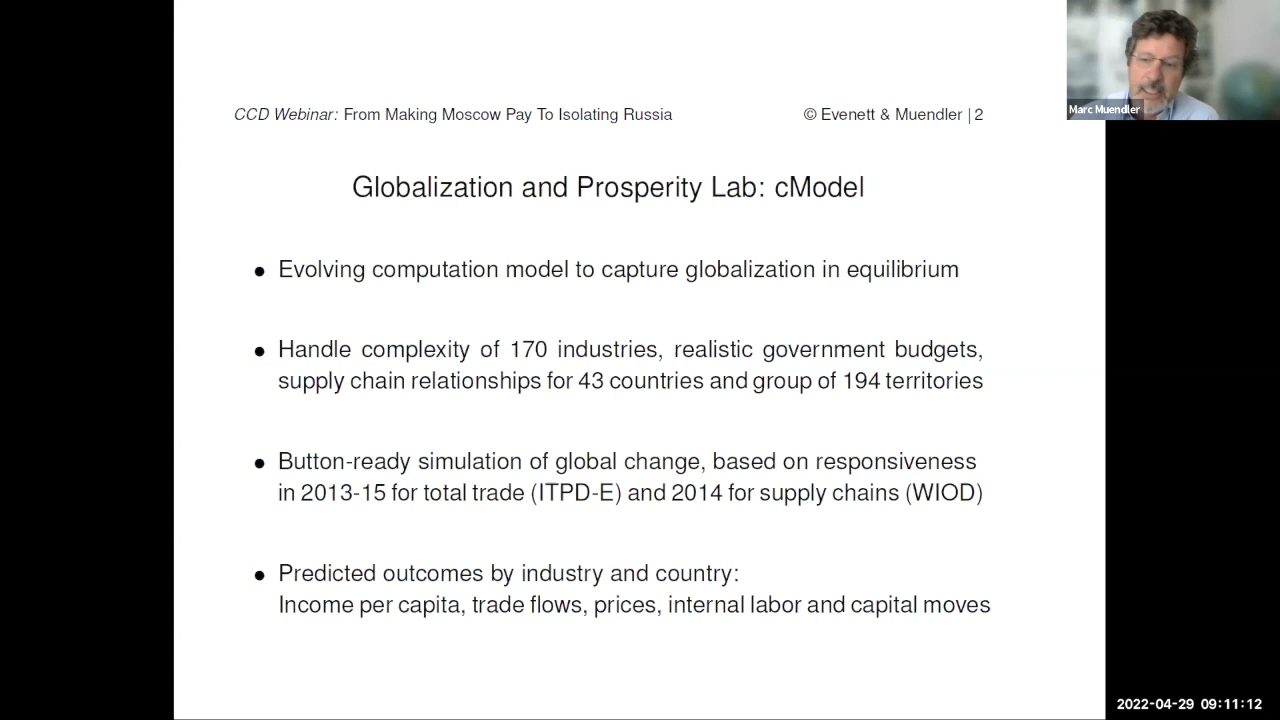 CCD Webinar: From Making Moscow Pay To Isolating Russia
© Evenett & Muendler | 2
Marc Muendler
Globalization and Prosperity Lab: cModel
● Evolving computation model to capture globalization in equilibrium
● Handle complexity of 170 industries, realistic government budgets,
supply chain relationships for 43 countries and group of 194 territories
● Button-ready simulation of global change, based on responsiveness
in 2013-15 for total trade (ITPD-E) and 2014 for supply chains (WIOD)
● Predicted outcomes by industry and country:
Income per capita, trade flows, prices, internal labor and capital moves
2022-04-29 09:11:12